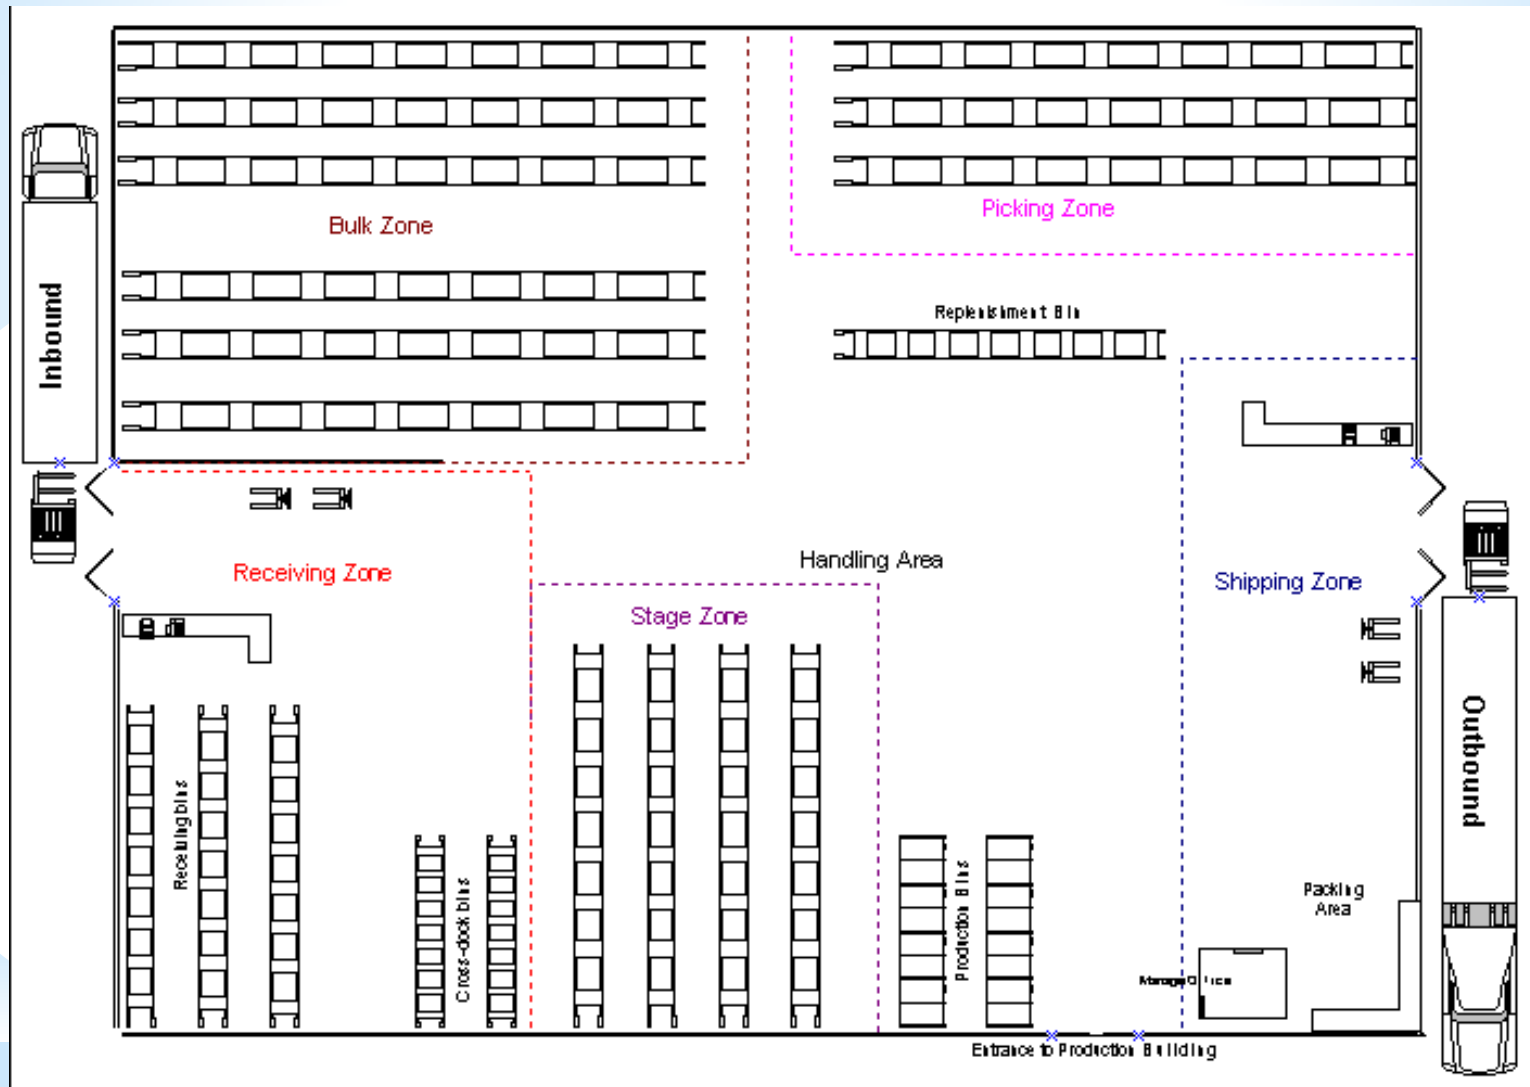 Bulk Zone
Picking Zone
Inbound
Replenishment Bin
Handling Area
Receiving Zone
Shipping Zone
Stage Zone
Outbound
Receiving bins
Cross-dock bins
Production Bins
Packing
Area
Entrance to Production Building